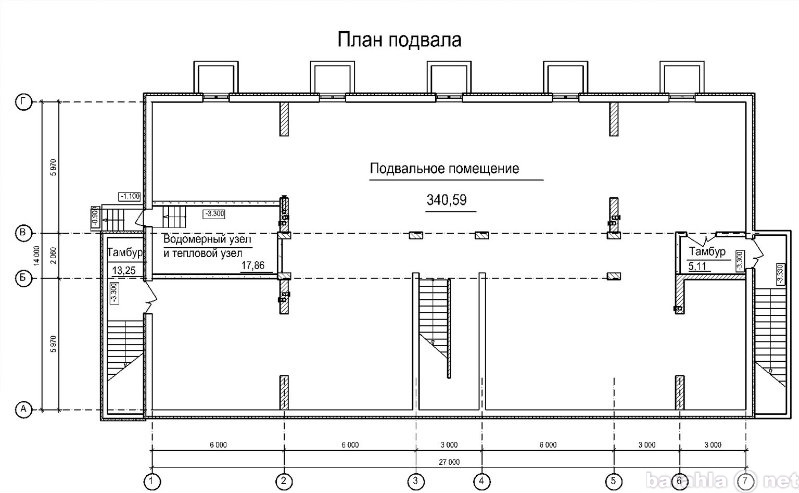 План подвала
Г
Подвальное помещение
340,59
5 970
-1.100
-0.900
-3.300
В
Водомерный узел
и тепловой узел
17,86
Тамбур
13,25
Тамбур
5,11
-3.300
-3.330
14 000
2 060
Б
-3.300
5 970
А
6 000
6 000
3 000
6 000
3 000
3 000
27 000
1
2
3
4
5
6
7
barahla.net